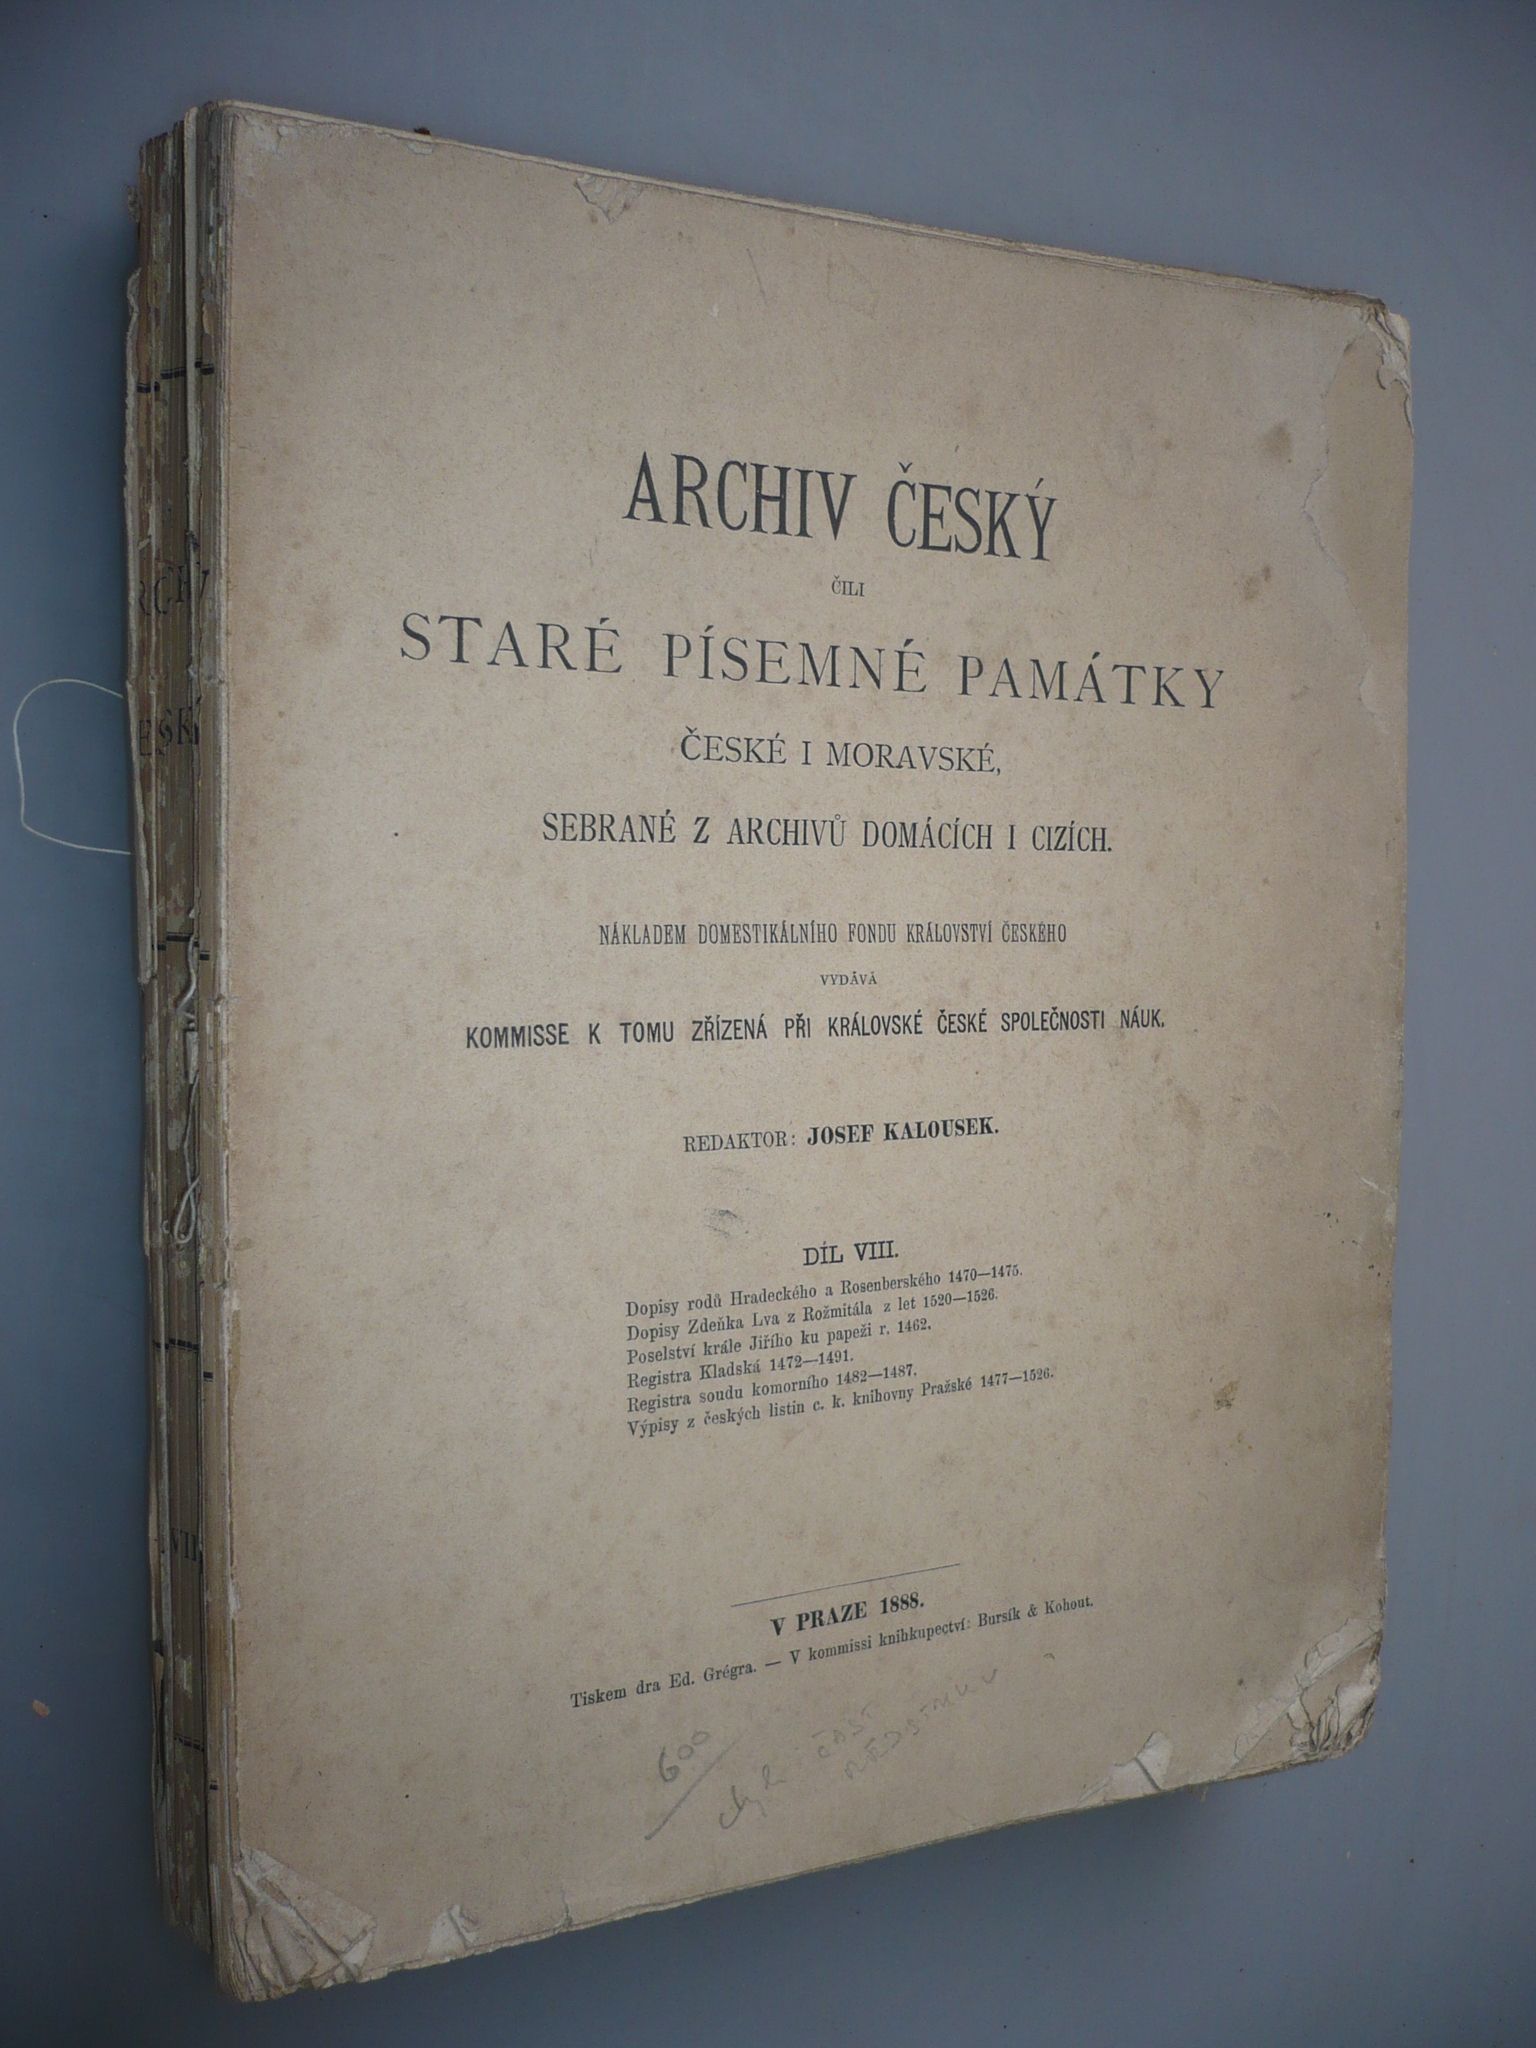 ARCHIV ČESKÝ
ČILI
STARÉ PÍSEMNÉ PAMÁTKY
ČESKÉ I MORAVSKÉ,
SEBRANÉ Z ARCHIVŮ DOMÁCÍCH I CIZÍCH.
NÁKLADEM DOMESTIKÁLNÍHO FONDU KRÁLOVSTVÍ ČESKÉHO
VYDÁVÁ
KOMMISSE K TOMU ZŘÍZENÁ PŘI KRÁLOVSKÉ ČESKÉ SPOLEČNOSTI NÁUK.
REDAKTOR: JOSEF KALOUSEK.
DÍL VIII.
Dopisy rodů Hradeckého a Rosenberského 1470—1475.
Dopisy Zdeňka Lva z Rožmitála z let 1520—1526.
Poselství krále Jiřího ku papeži r. 1462.
Registra Kladská 1472—1491.
Registra soudu komorního 1482—1487.
Výpisy z českých listin c. k. knihovny Pražské 1477—1526.
V PRAZE 1888.
Tiskem dra Ed. Grégra. — V kommissi knihkupectví: Bursík & Kohout.
600
chybí část